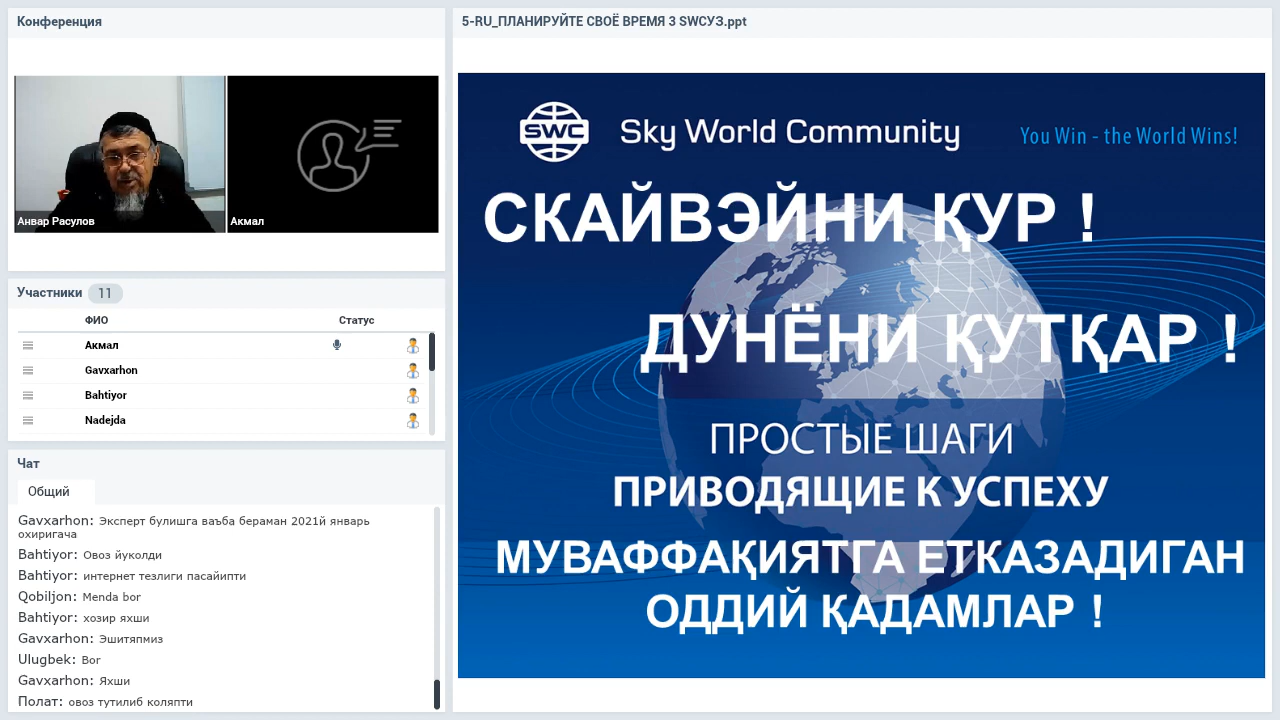 Конференция
Анвар Расулов
Акмал
Участники 11
ФИО Статус
Акмал
Gavxarhon
Bahtiyor
Nadejda
Чат
Общий
Gavxarhon: Эксперт булишга ваъба бераман 2021й январь
охиригача
Bahtiyor: Овоз йуколди
Bahtiyor: интернет тезлиги пасайипти
Qobiljon: Menda bor
Bahtiyor: хозир яхши
Gavxarhon: Эшитяпмиз
Ulugbek: Bor
Gavxarhon: Яхши
Полат: овоз тутилиб коляпти
5-RU_ПЛАНИРУЙТЕ СВОЁ ВРЕМЯ 3 SWCУЗ.ppt
SWC Sky World Community
You Win - the World Wins!
СКАЙВЭЙНИ ҚУР !
ДУНЁНИ ҚУТҚАР !
ПРОСТЫЕ ШАГИ
ПРИВОДЯЩИЕ К УСПЕХУ
МУВАФФАҚИЯТГА ЕТКАЗАДИГАН
ОДДИЙ ҚАДАМЛАР !